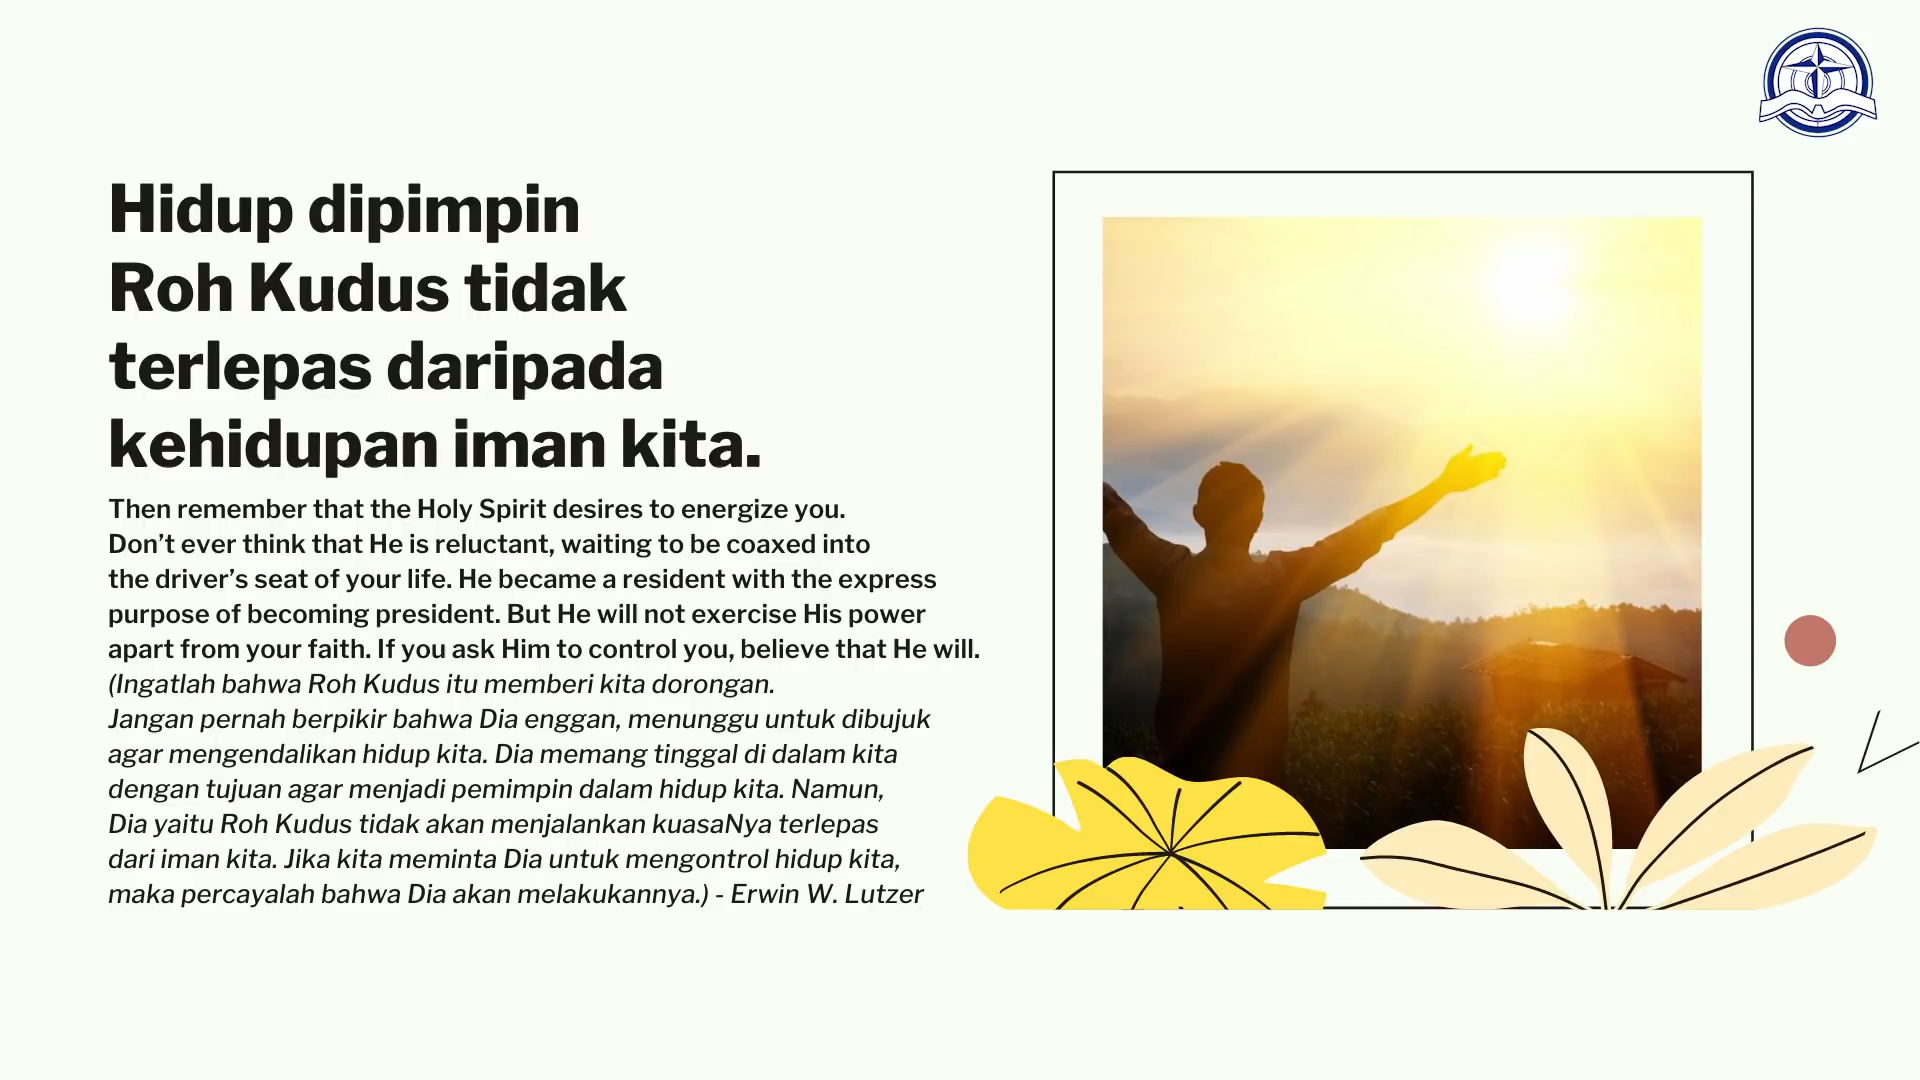 Hidup dipimpin
Roh Kudus tidak
terlepas daripada
kehidupan iman kita.
Then remember that the Holy Spirit desires to energize you.
Don’t ever think that He is reluctant, waiting to be coaxed into
the driver’s seat of your life. He became a resident with the express
purpose of becoming president. But He will not exercise His power
apart from your faith. If you ask Him to control you, believe that He will.
(Ingatlah bahwa Roh Kudus itu memberi kita dorongan.
Jangan pernah berpikir bahwa Dia enggan, menunggu untuk dibujuk
agar mengendalikan hidup kita. Dia memang tinggal di dalam kita
dengan tujuan agar menjadi pemimpin dalam hidup kita. Namun,
Dia yaitu Roh Kudus tidak akan menjalankan kuasaNya terlepas
dari iman kita. Jika kita meminta Dia untuk mengontrol hidup kita,
maka percayalah bahwa Dia akan melakukannya.) - Erwin W. Lutzer